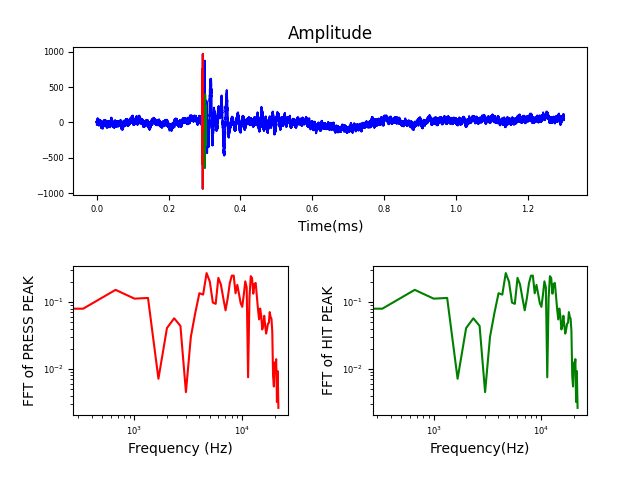 Amplitude
1000
500
0
−500
−1000
0.0 0.2 0.4 0.6 0.8 1.0 1.2
Time(ms)
FFT of PRESS PEAK
10⁻¹
10⁻²
10³ 10⁴
Frequency (Hz)
FFT of HIT PEAK
10⁻¹
10⁻²
10³ 10⁴
Frequency(Hz)